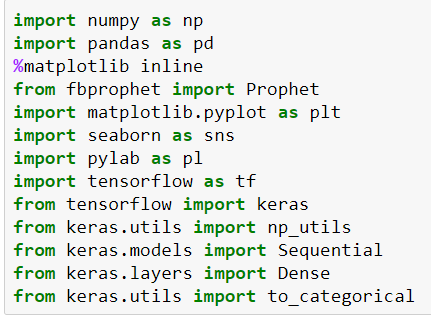 import numpy as np
import pandas as pd
%matplotlib inline
from fbprophet import Prophet
import matplotlib.pyplot as plt
import seaborn as sns
import pylab as pl
import tensorflow as tf
from tensorflow import keras
from keras.utils import np_utils
from keras.models import Sequential
from keras.layers import Dense
from keras.utils import to_categorical